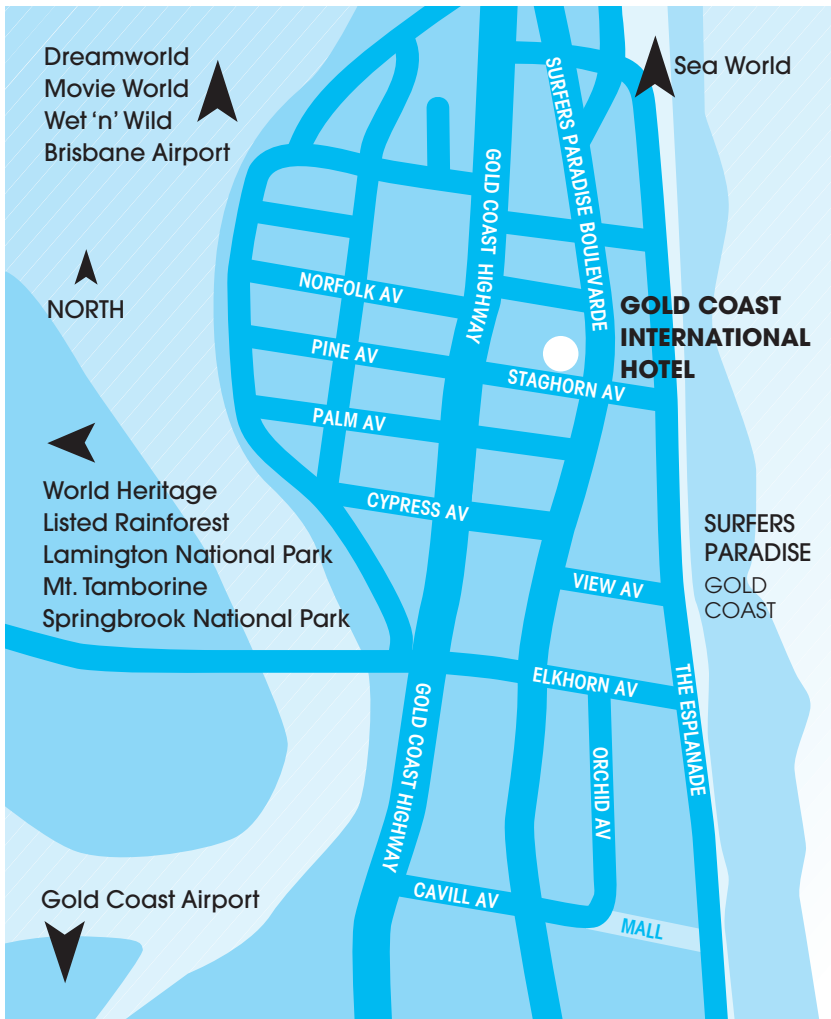 Dreamworld
Movie World
Wet ‘n’ Wild
Brisbane Airport
Sea World
SURFERS PARADISE BOULEVARDE
GOLD COAST HIGHWAY
NORTH
NORFOLK AV
GOLD COAST
INTERNATIONAL
HOTEL
PINE AV
STAGHORN AV
PALM AV
World Heritage
Listed Rainforest
Lamington National Park
Mt. Tamborine
Springbrook National Park
CYPRESS AV
SURFERS
PARADISE
GOLD
COAST
VIEW AV
ELKHORN AV
THE ESPLANADE
GOLD COAST HIGHWAY
ORCHID AV
Gold Coast Airport
CAVILL AV
MALL